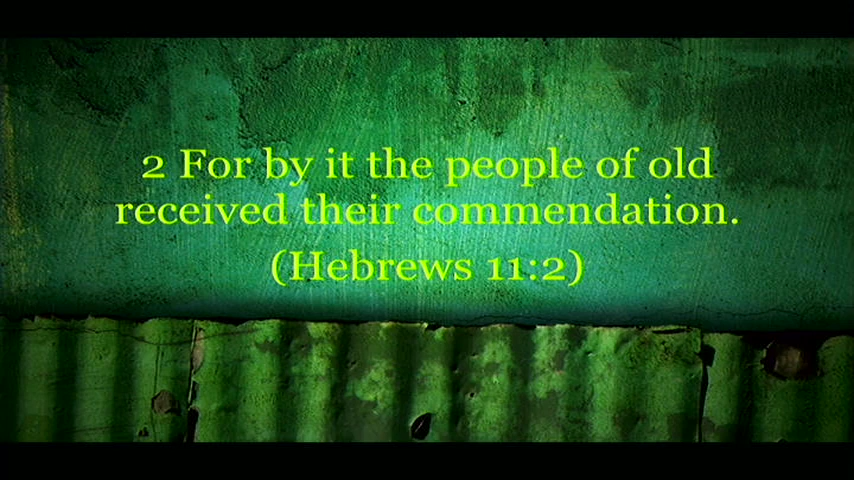 2 For by it the people of old
received their commendation.
(Hebrews 11:2)